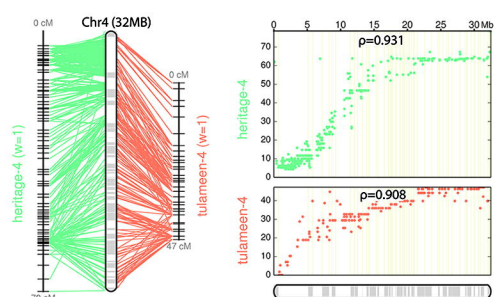 Chr4 (32MB)
0 cM
0 cM
heritage-4 (w=1)
tulameen-4 (w=1)
47 cM
0 5 10 15 20 25 30 Mb
ρ=0.931
heritage-4
70
60
50
40
30
20
10
0
ρ=0.908
tulameen-4
40
30
20
10
0